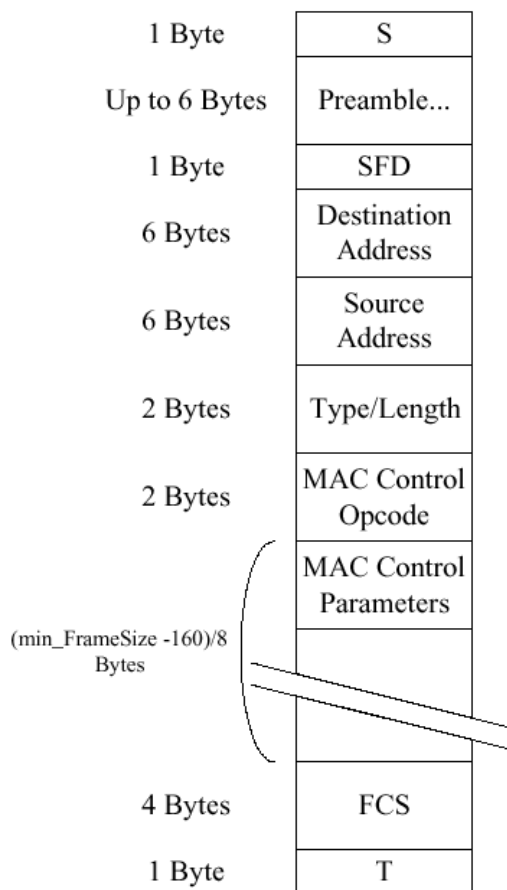 1 Byte S
Up to 6 Bytes Preamble...
1 Byte SFD
6 Bytes Destination
Address
6 Bytes Source
Address
2 Bytes Type/Length
2 Bytes MAC Control
Opcode
MAC Control
Parameters
(min_FrameSize -160)/8
Bytes
4 Bytes FCS
1 Byte T